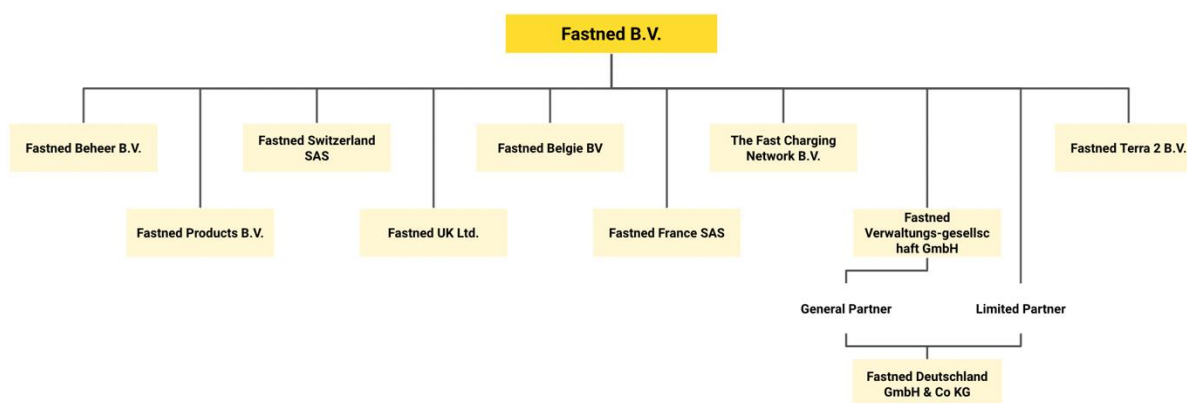 Fastned B.V.
Fastned Beheer B.V.
Fastned Switzerland
SAS
Fastned Belgie BV
The Fast Charging
Network B.V.
Fastned Terra 2 B.V.
Fastned Products B.V.
Fastned UK Ltd.
Fastned France SAS
Fastned
Verwaltungs-gesellsc
haft GmbH
General Partner
Limited Partner
Fastned Deutschland
GmbH & Co KG